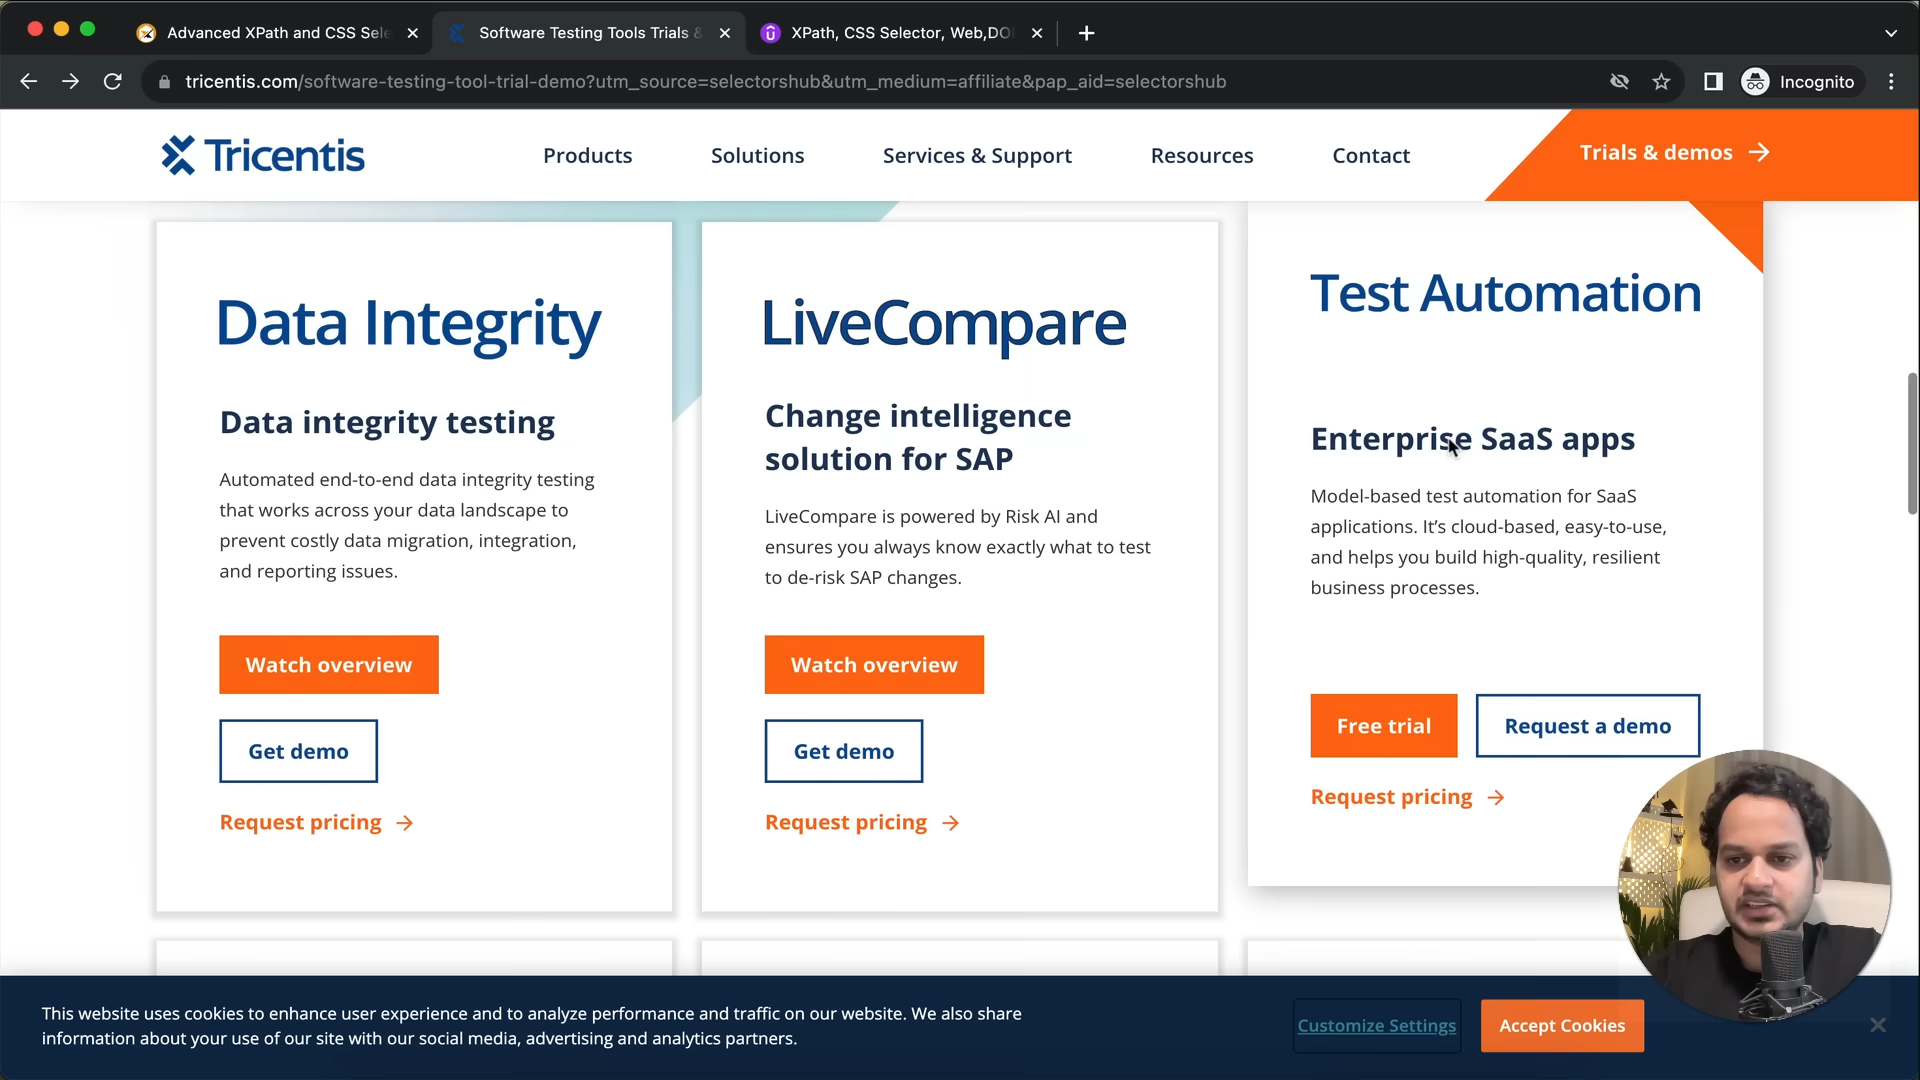 Advanced XPath and CSS Sele
Software Testing Tools Trials &
XPath, CSS Selector, Web,DO
tricentis.com/software-testing-tool-trial-demo?utm_source=selectorshub&utm_medium=affiliate&pap_aid=selectorshub
Incognito
Tricentis
Products
Solutions
Services & Support
Resources
Contact
Trials & demos
Data Integrity
Data integrity testing
Automated end-to-end data integrity testing
that works across your data landscape to
prevent costly data migration, integration,
and reporting issues.
Watch overview
Get demo
Request pricing
LiveCompare
Change intelligence
solution for SAP
LiveCompare is powered by Risk AI and
ensures you always know exactly what to test
to de-risk SAP changes.
Watch overview
Get demo
Request pricing
Test Automation
Enterprise SaaS apps
Model-based test automation for SaaS
applications. It’s cloud-based, easy-to-use,
and helps you build high-quality, resilient
business processes.
Free trial
Request a demo
Request pricing
This website uses cookies to enhance user experience and to analyze performance and traffic on our website. We also share
information about your use of our site with our social media, advertising and analytics partners.
Customize Settings
Accept Cookies